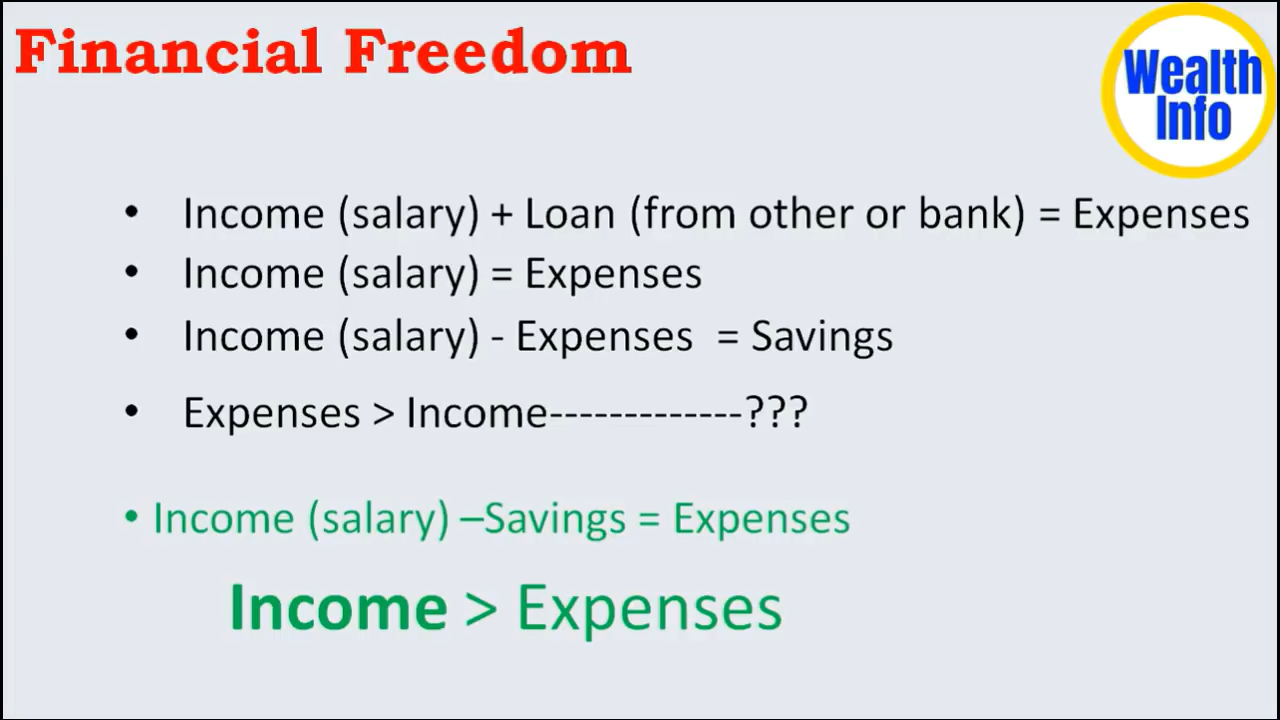 Financial Freedom
Wealth
Info
• Income (salary) + Loan (from other or bank) = Expenses
• Income (salary) = Expenses
• Income (salary) - Expenses = Savings
• Expenses > Income-------------???
• Income (salary) –Savings = Expenses
Income > Expenses